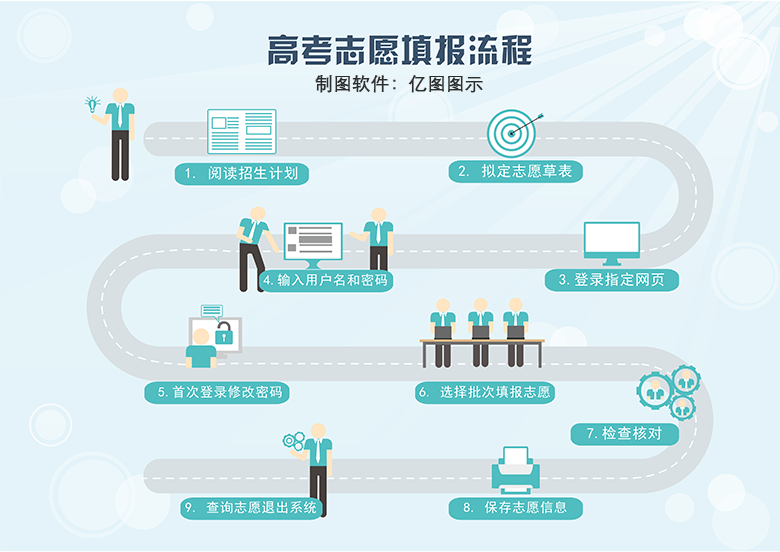 高考志愿填报流程
制图软件：亿图图示
1. 阅读招生计划
2. 拟定志愿草表
3.登录指定网页
4.输入用户名和密码
5.首次登录修改密码
6. 选择批次填报志愿
7.检查核对
8. 保存志愿信息
9. 查询志愿退出系统